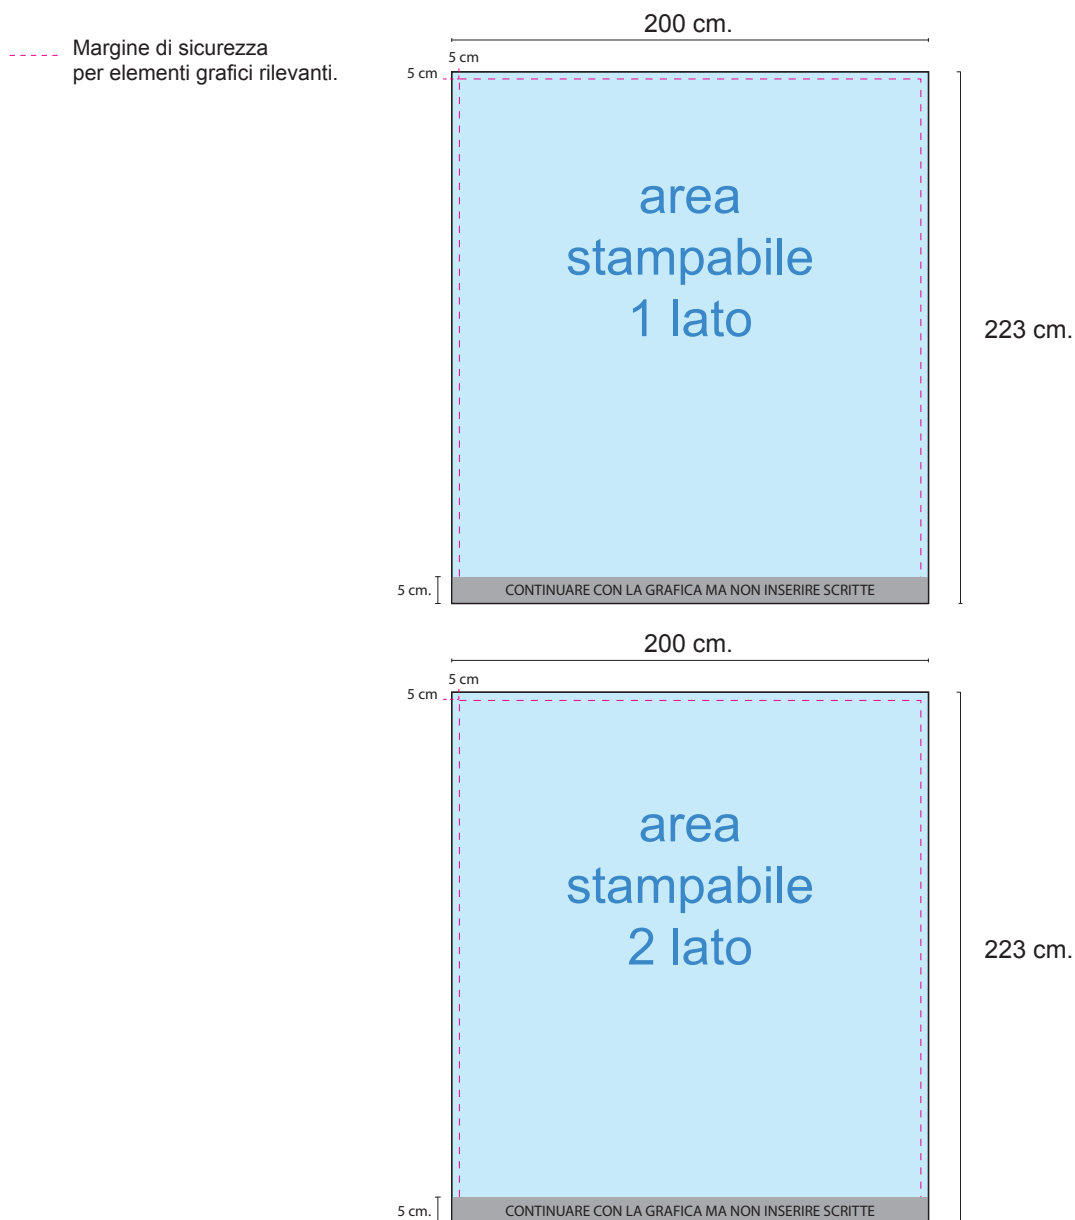 200 cm.
Margine di sicurezza
per elementi grafici rilevanti.
5 cm
5 cm
area
stampabile
1 lato
223 cm.
5 cm.
CONTINUARE CON LA GRAFICA MA NON INSERIRE SCRITTE
200 cm.
5 cm
5 cm
area
stampabile
2 lato
223 cm.
5 cm.
CONTINUARE CON LA GRAFICA MA NON INSERIRE SCRITTE